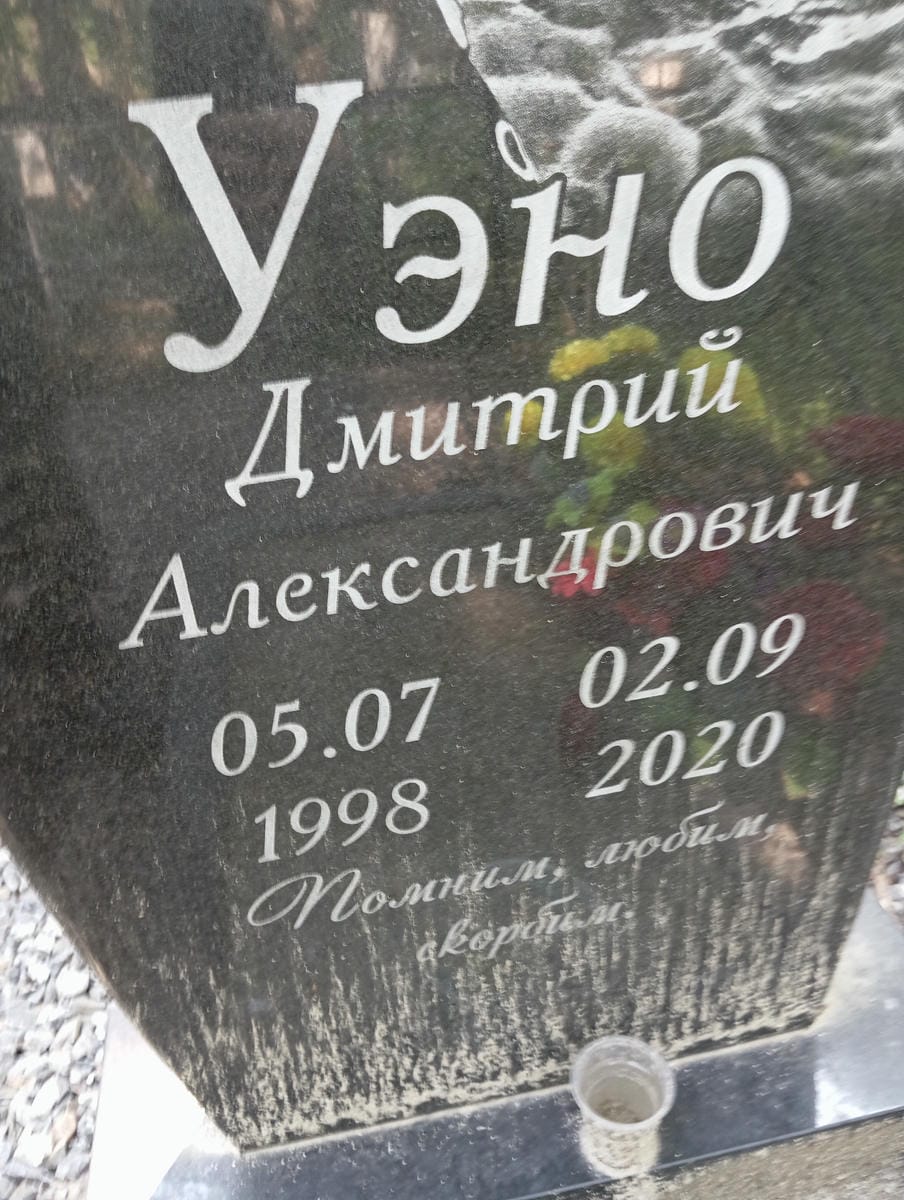 Уэно
Дмитрий
Александрович
05.07 02.09
1998 2020
Помним, любим,
скорбим.